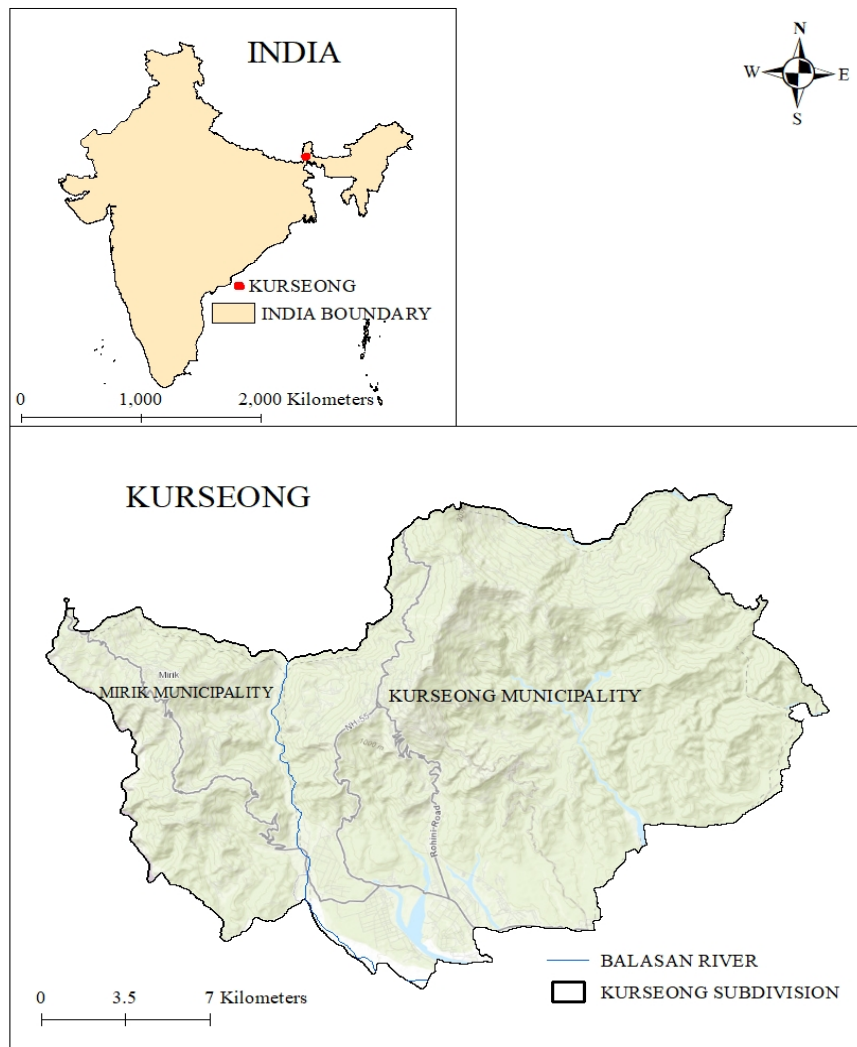 INDIA
N
W E
S
KURSEONG
INDIA BOUNDARY
0 1,000 2,000 Kilometers
KURSEONG
Mirik
MIRIK MUNICIPALITY
KURSEONG MUNICIPALITY
NH-55
Rohini Road
BALASAN RIVER
KURSEONG SUBDIVISION
0 3.5 7 Kilometers